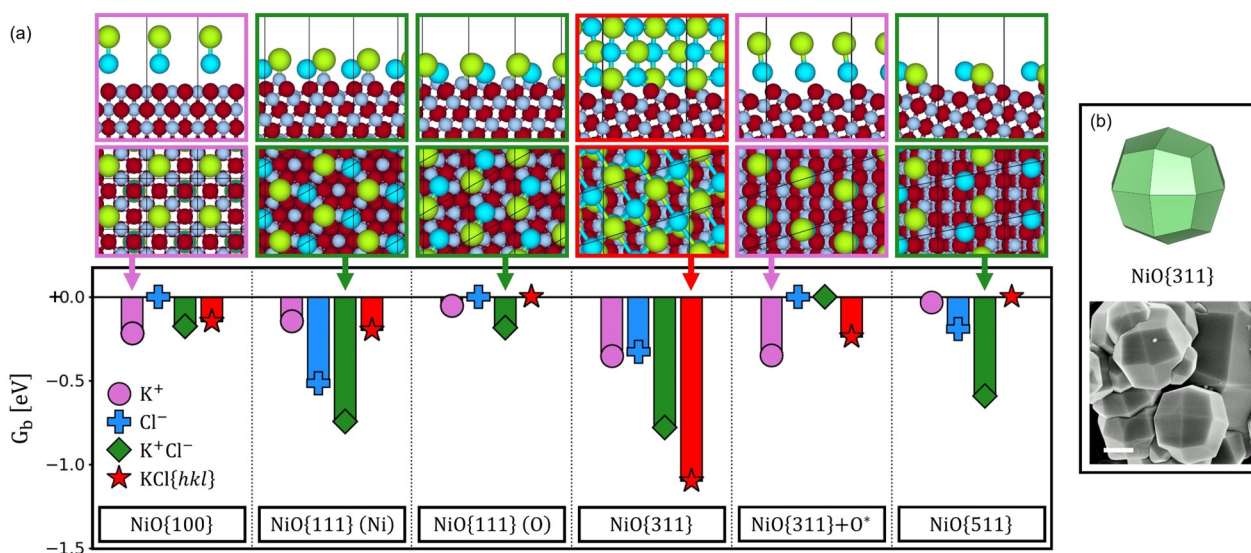 (a)
(b)
NiO{311}
+0.0
−0.5
−1.0
−1.5
G_b [eV]
K⁺
Cl⁻
K⁺Cl⁻
KCl{hkl}
NiO{100}
NiO{111} (Ni)
NiO{111} (O)
NiO{311}
NiO{311}+O*
NiO{511}